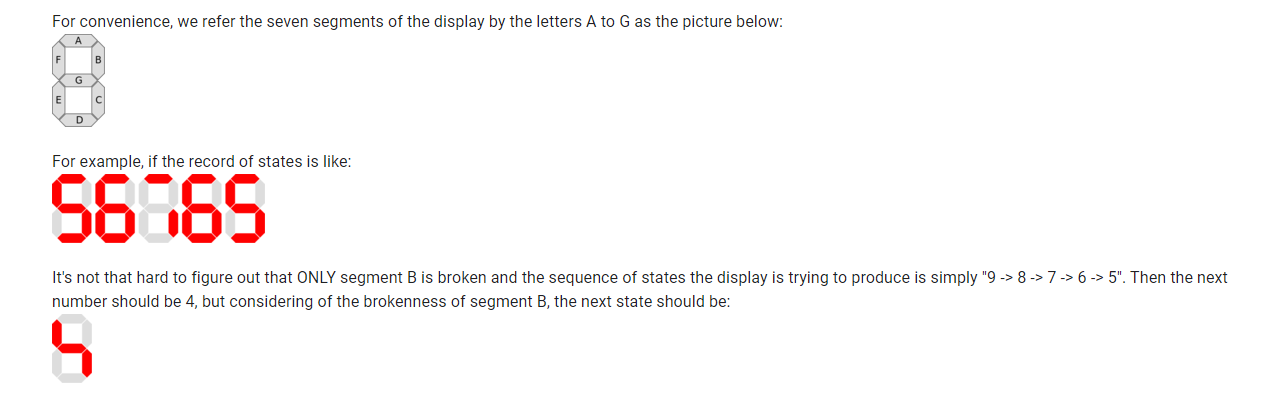 For convenience, we refer the seven segments of the display by the letters A to G as the picture below:
A
F B
G
E C
D
For example, if the record of states is like:
It's not that hard to figure out that ONLY segment B is broken and the sequence of states the display is trying to produce is simply "9 -> 8 -> 7 -> 6 -> 5". Then the next
number should be 4, but considering of the brokenness of segment B, the next state should be: